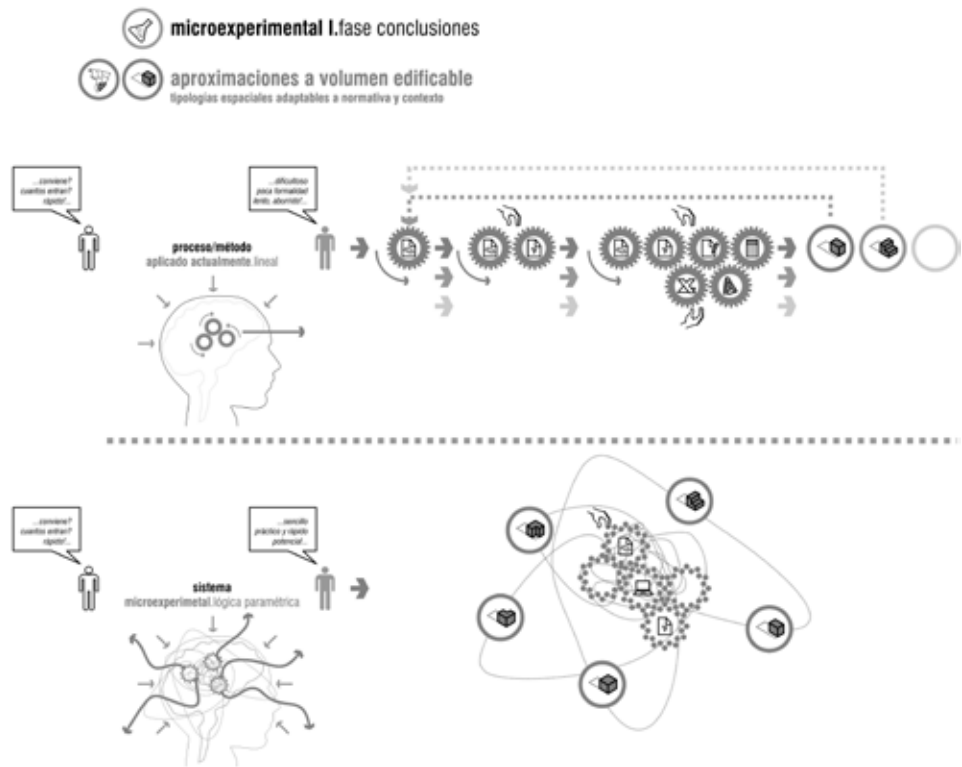 microexperimental I.fase conclusiones
aproximaciones a volumen edificable
tipologías espaciales adaptables a normativa y contexto
...conviene?
cuantos entran?
rápido!...
...dificultoso
poca formalidad
lento, aburrido!...
proceso/método
aplicado actualmente.lineal
...conviene?
cuantos entran?
rápido!...
...sencillo
práctico y rápido
potencial...
sistema
microexperimetal.lógica paramétrica